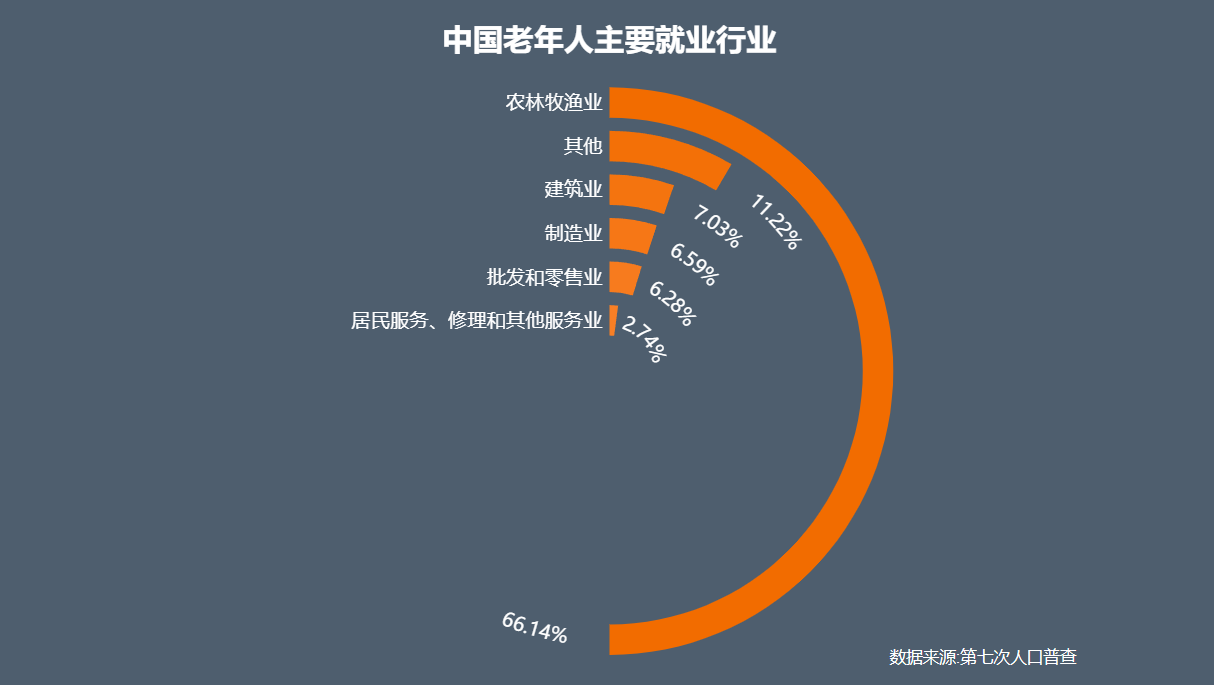 中国老年人主要就业行业
农林牧渔业
其他
建筑业
制造业
批发和零售业
居民服务、修理和其他服务业
11.22%
7.03%
6.59%
6.28%
2.74%
66.14%
数据来源:第七次人口普查